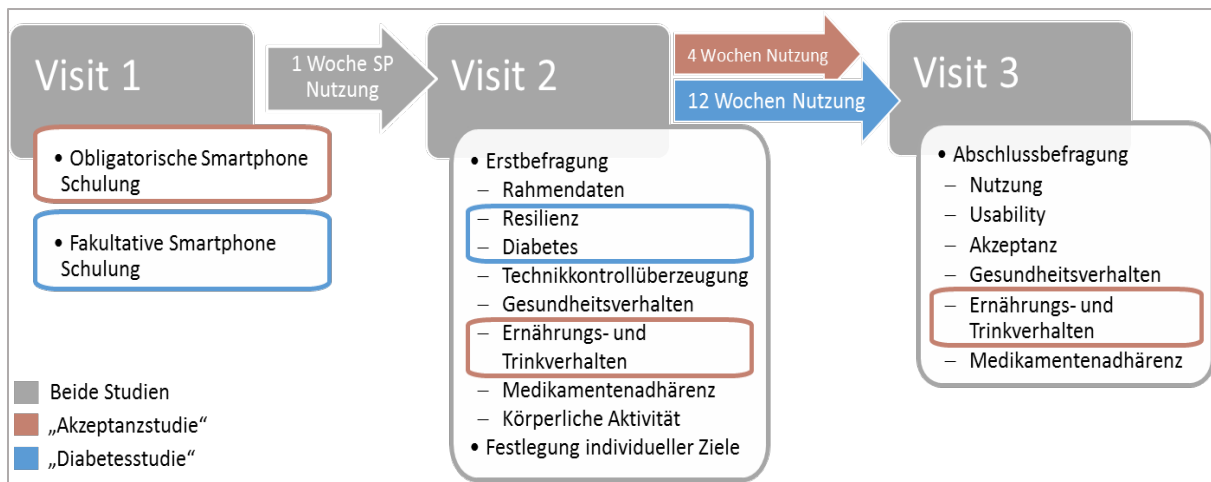 Visit 1
• Obligatorische Smartphone
Schulung
• Fakultative Smartphone
Schulung
1 Woche SP
Nutzung
Visit 2
• Erstbefragung
– Rahmendaten
– Resilienz
– Diabetes
– Technikkontrollüberzeugung
– Gesundheitsverhalten
– Ernährungs- und
Trinkverhalten
– Medikamentenadhärenz
– Körperliche Aktivität
• Festlegung individueller Ziele
4 Wochen Nutzung
12 Wochen Nutzung
Visit 3
• Abschlussbefragung
– Nutzung
– Usability
– Akzeptanz
– Gesundheitsverhalten
– Ernährungs- und
Trinkverhalten
– Medikamentenadhärenz
Beide Studien
„Akzeptanzstudie“
„Diabetesstudie“